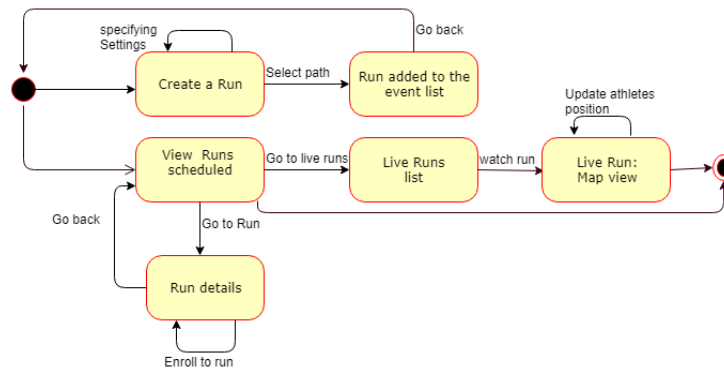 specifying
Settings
Go back
Create a Run
Select path
Run added to the
event list
Update athletes
position
View Runs
scheduled
Go to live runs
Live Runs
list
watch run
Live Run:
Map view
Go back
Go to Run
Run details
Enroll to run